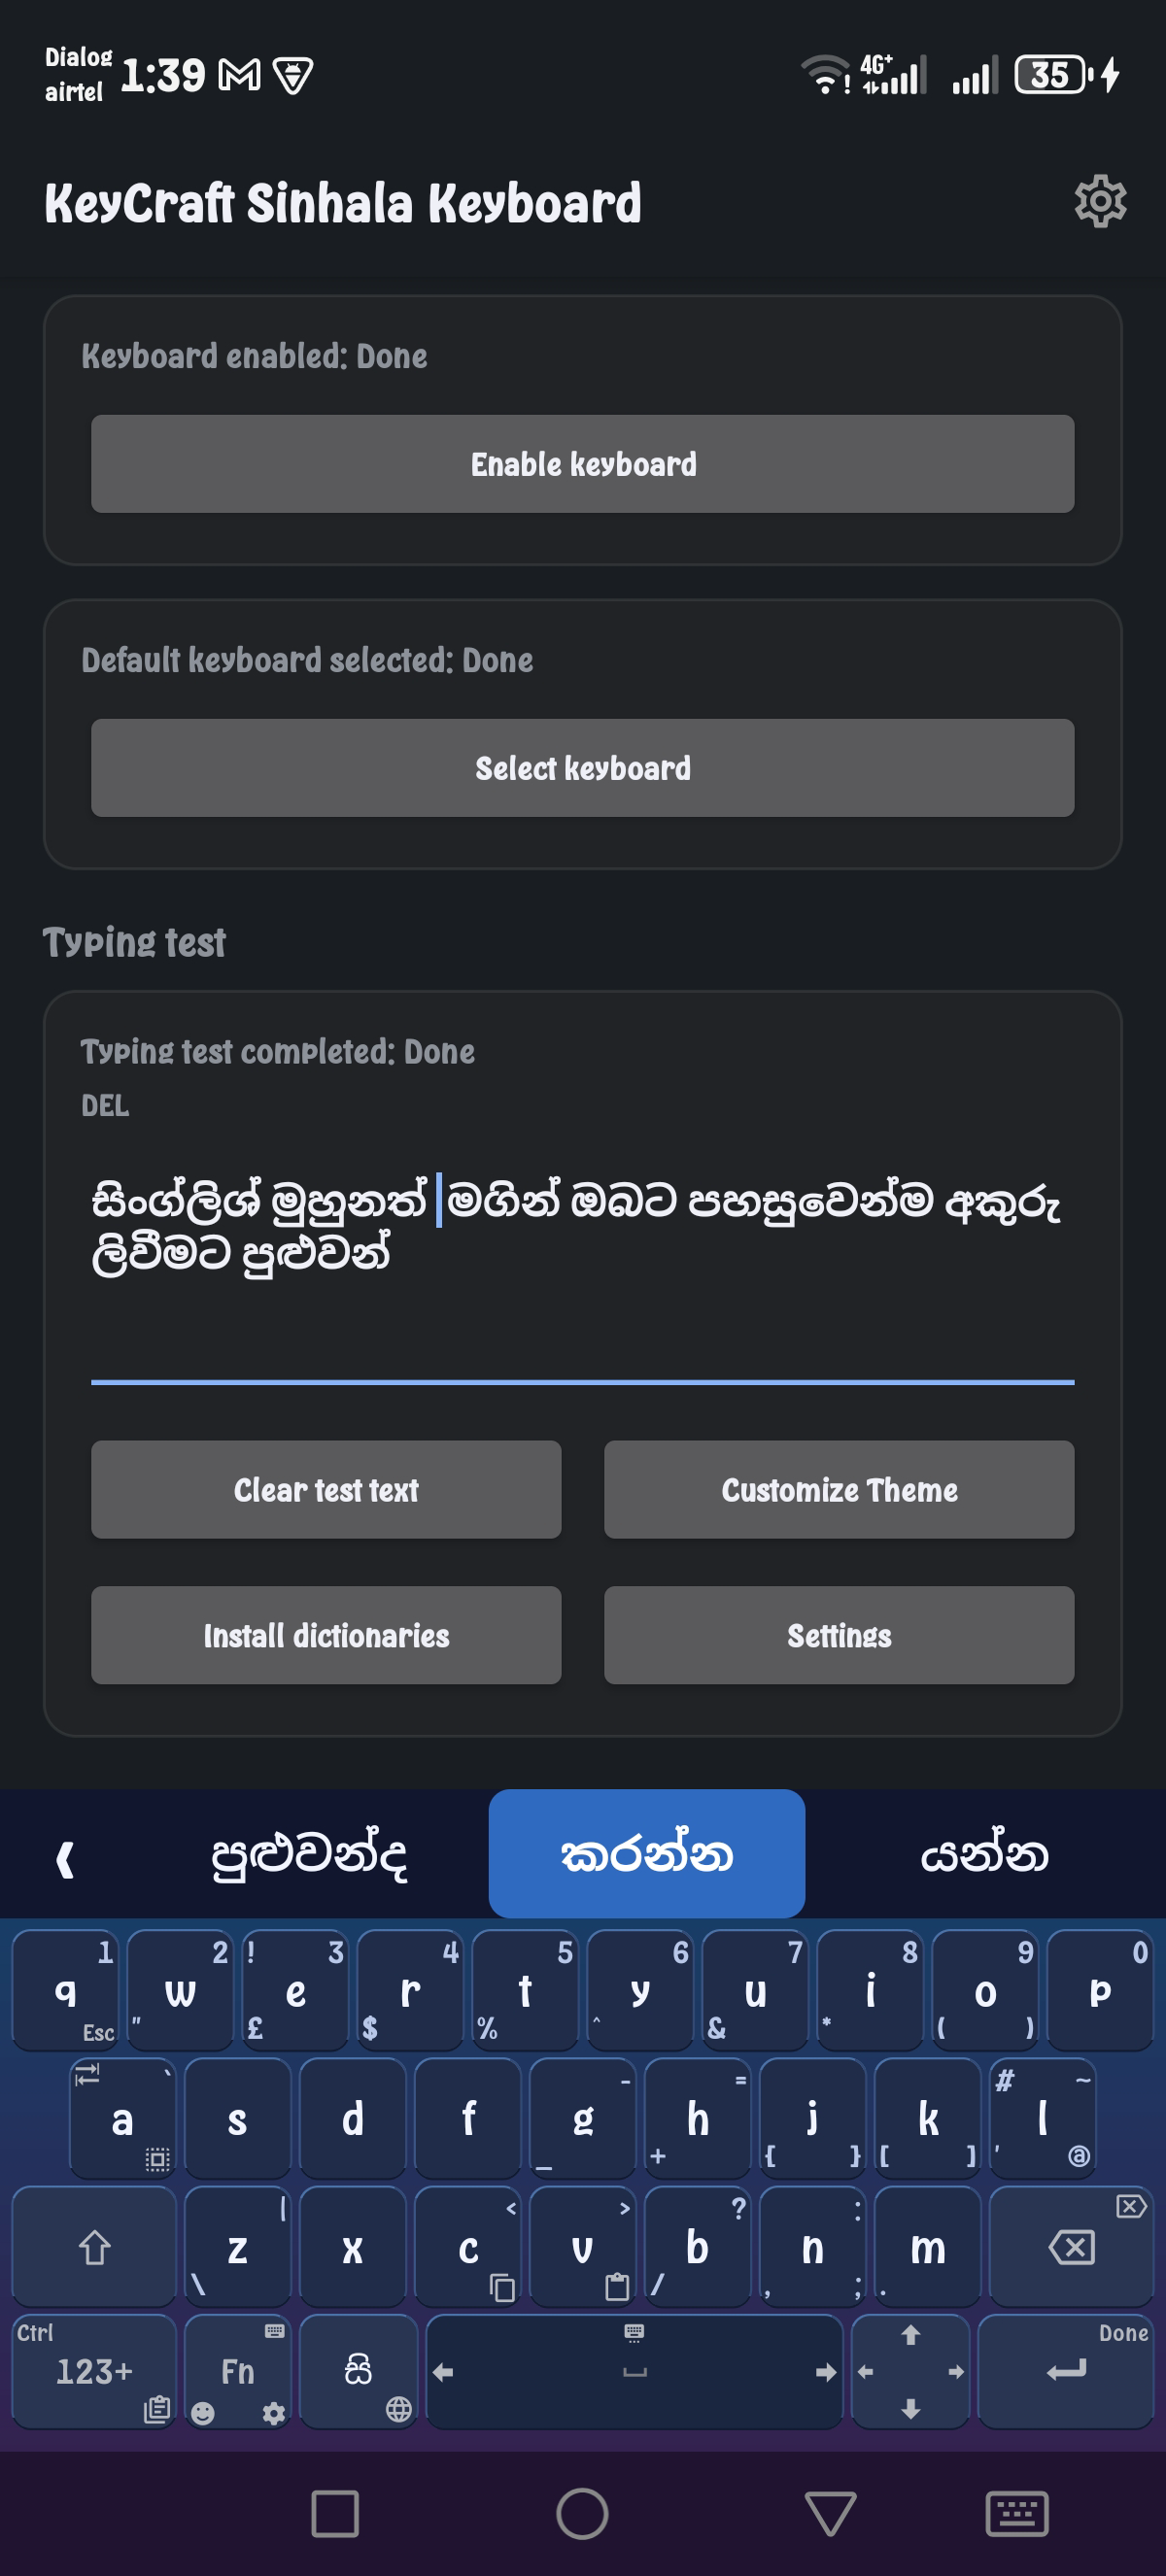 Dialog
airtel 1:39 4G+ 35
KeyCraft Sinhala Keyboard
Keyboard enabled: Done
Enable keyboard
Default keyboard selected: Done
Select keyboard
Typing test
Typing test completed: Done
DEL
සිංග්ලිශ් මුහුනත් මගින් ඔබට පහසුවෙන්ම අකුරු
ලිවීමට පුළුවන්
Clear test text Customize Theme
Install dictionaries Settings
පුළුවන්ද කරන්න යන්න
1 2 ! 3 4 5 6 7 8 9 0
q w e r t y u i o p
Esc " £ $ % ^ & * ( )
` - = # ~
a s d f g h j k l
_ + { } [ ] ' @
| < > ? :
z x c v b n m
\ / , ; .
Ctrl Done
123+ Fn සි